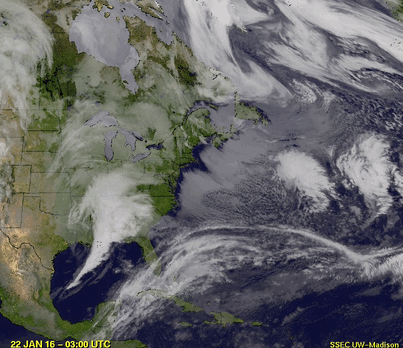 22 JAN 16 – 03:00 UTC
SSEC UW-Madison